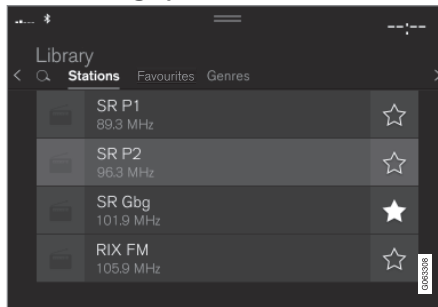 --:--
Library
Stations Favourites Genres
SR P1
89.3 MHz
SR P2
96.3 MHz
SR Gbg
101.9 MHz
RIX FM
105.9 MHz
G063308